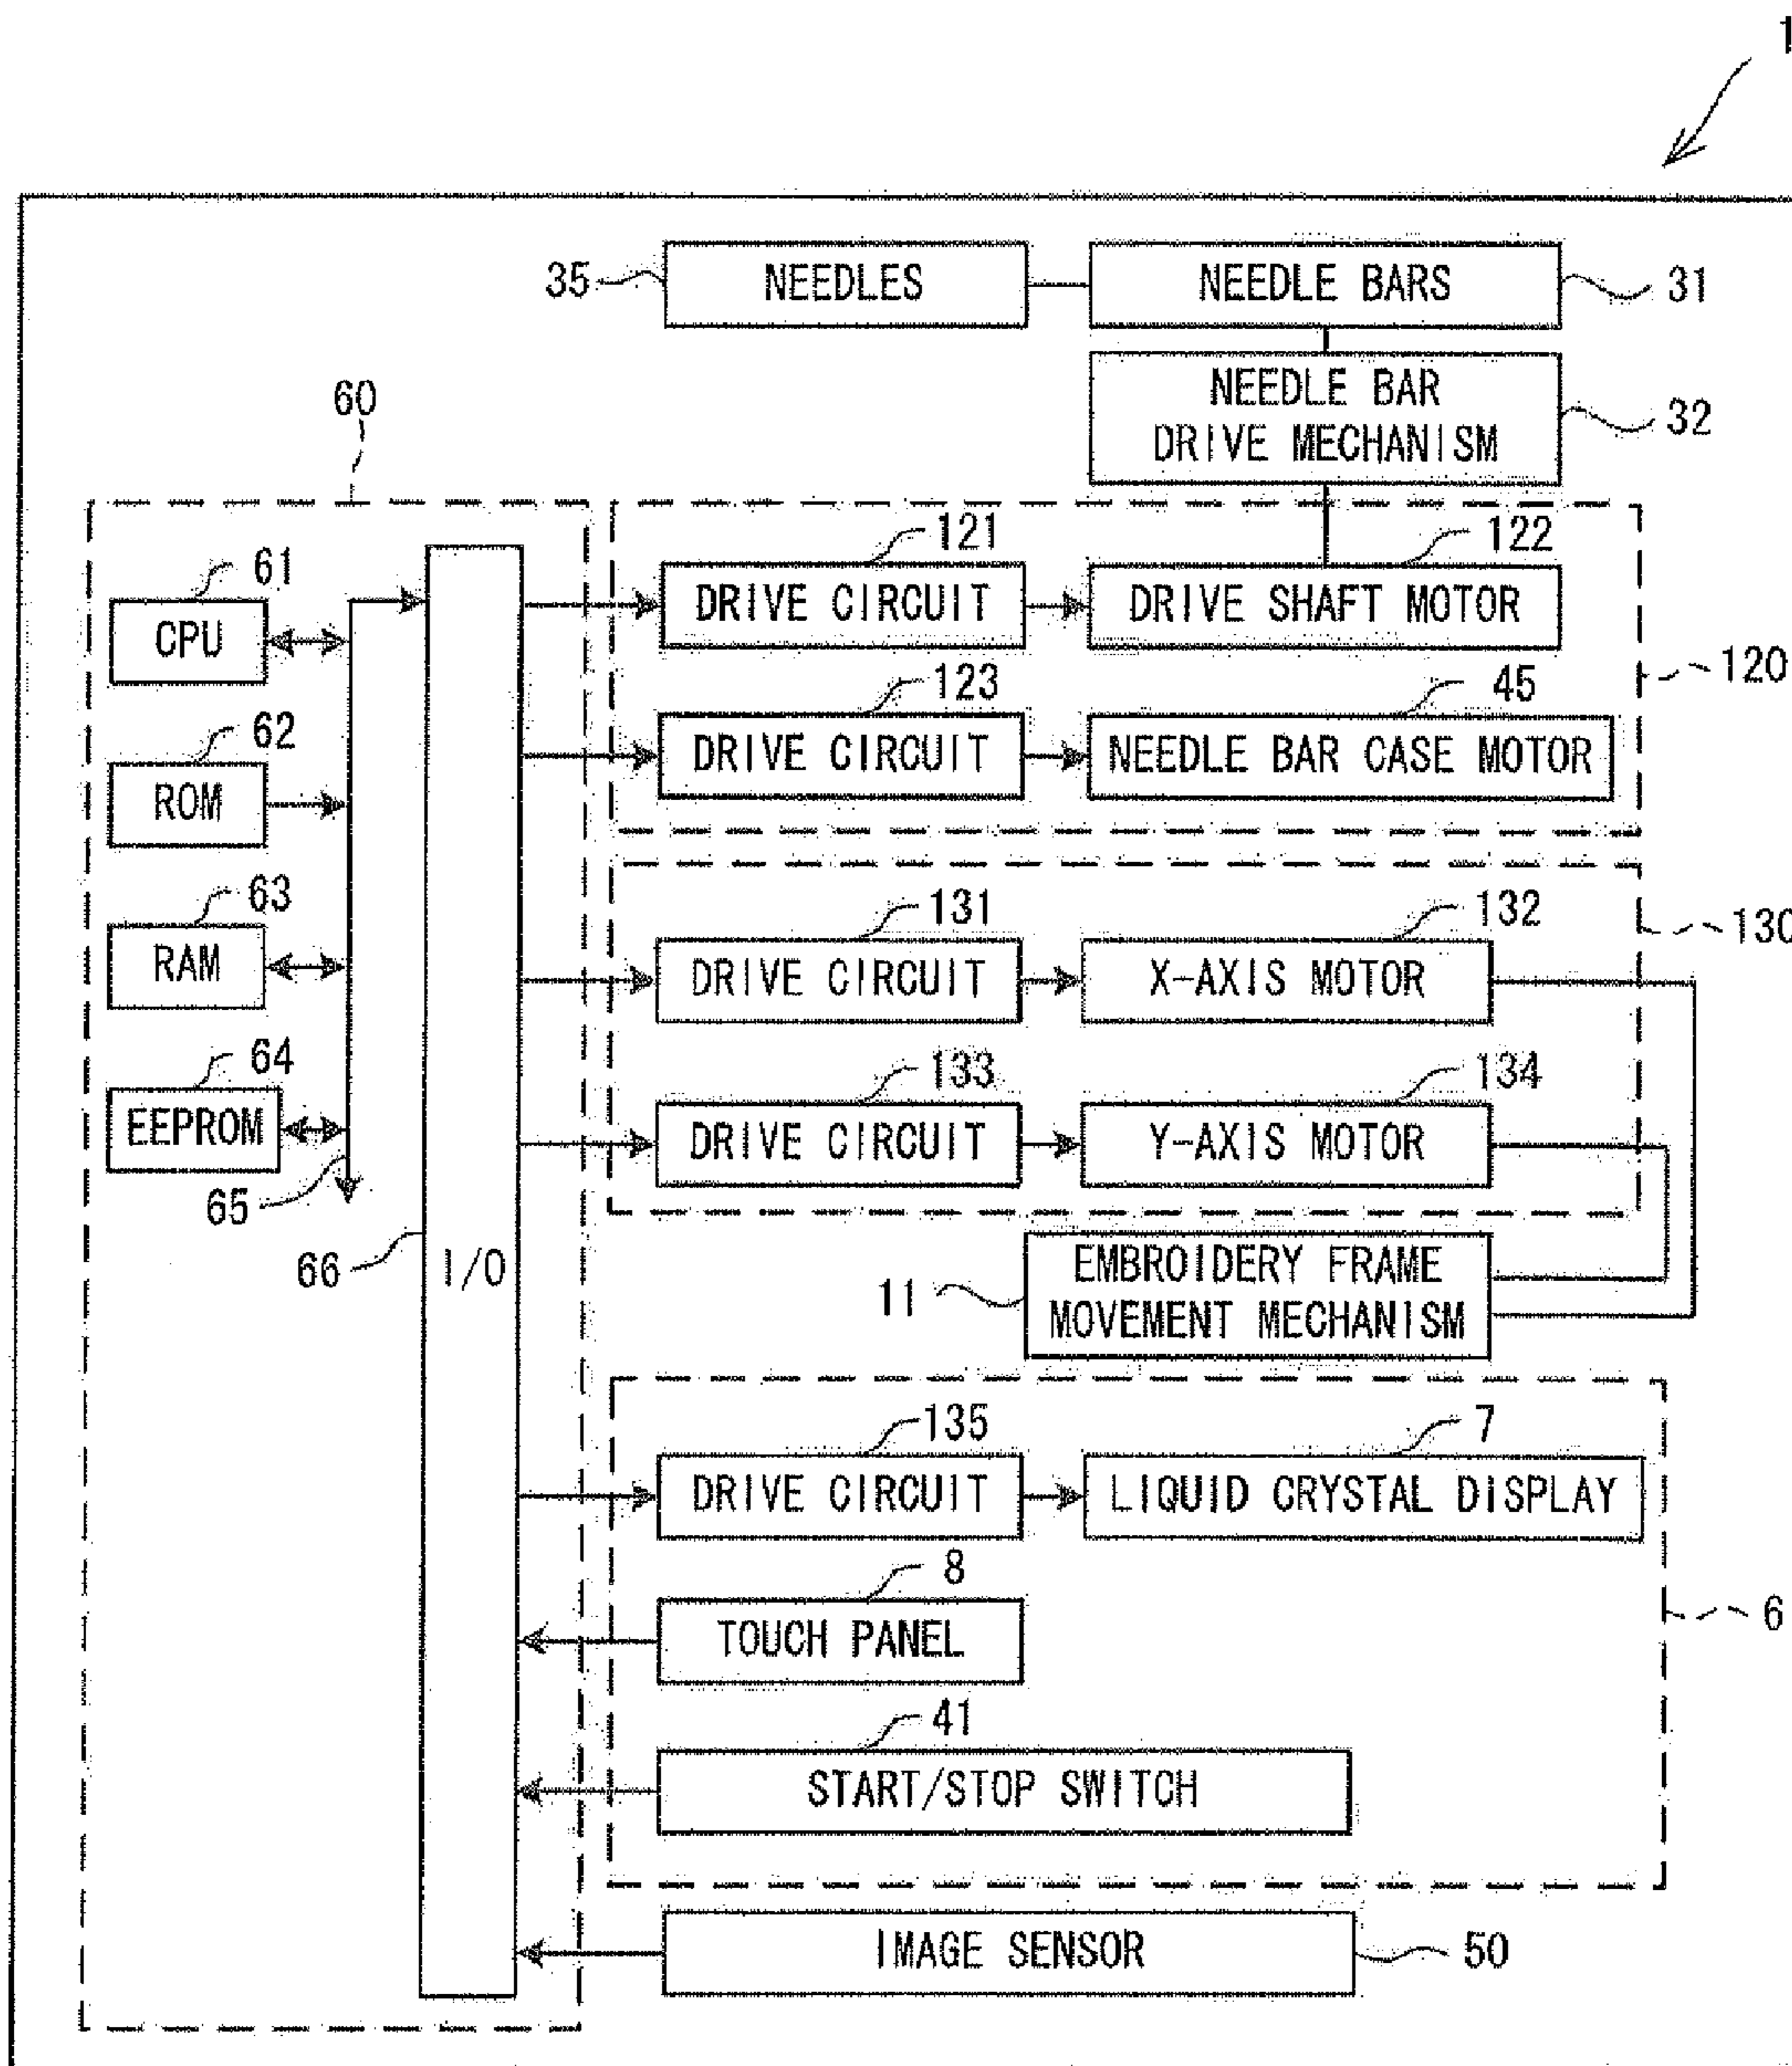 1
35
NEEDLES
NEEDLE BARS
31
NEEDLE BAR
DRIVE MECHANISM
32
60
61
CPU
62
ROM
63
RAM
64
EEPROM
65
66
I/O
121
DRIVE CIRCUIT
122
DRIVE SHAFT MOTOR
120
123
DRIVE CIRCUIT
45
NEEDLE BAR CASE MOTOR
131
DRIVE CIRCUIT
132
X-AXIS MOTOR
130
133
DRIVE CIRCUIT
134
Y-AXIS MOTOR
11
EMBROIDERY FRAME
MOVEMENT MECHANISM
135
DRIVE CIRCUIT
7
LIQUID CRYSTAL DISPLAY
8
TOUCH PANEL
6
41
START/STOP SWITCH
IMAGE SENSOR
50